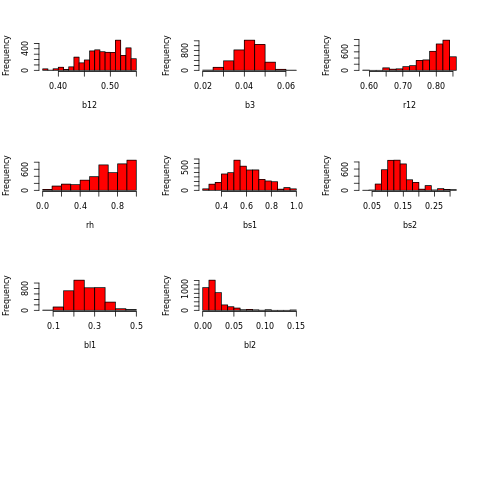 Frequency
0 400
0.40 0.50
b12
Frequency
0 800
0.02 0.04 0.06
b3
Frequency
0 600
0.60 0.70 0.80
r12
Frequency
0 600
0.0 0.4 0.8
rh
Frequency
0 500
0.4 0.6 0.8 1.0
bs1
Frequency
0 600
0.05 0.15 0.25
bs2
Frequency
0 800
0.1 0.3 0.5
bl1
Frequency
0 1000
0.00 0.05 0.10 0.15
bl2